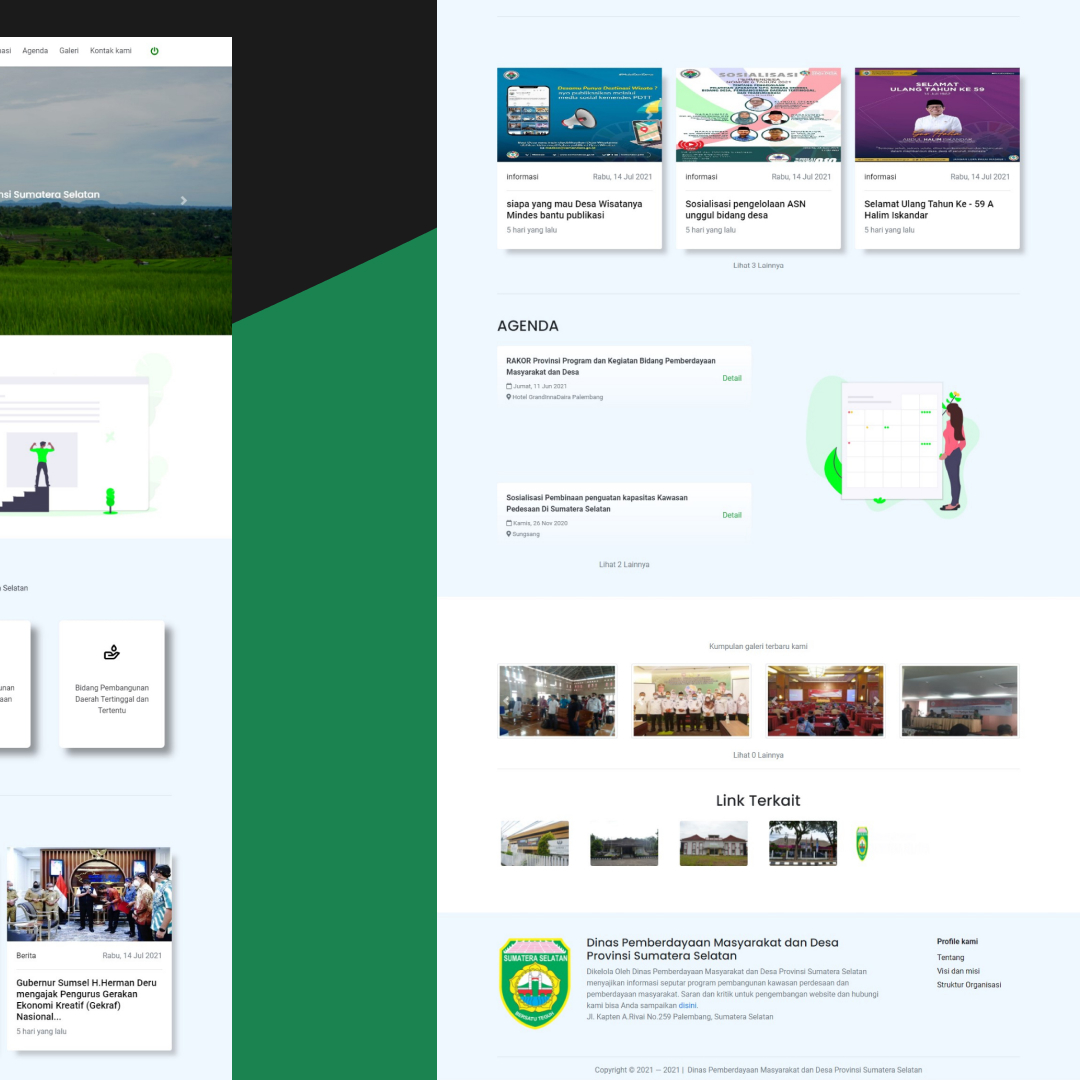 Agenda
Galeri
Kontak kami
Provinsi Sumatera Selatan
Selatan
Bidang Pembangunan
Daerah Tertinggal dan
Tertentu
Berita
Rabu, 14 Jul 2021
Gubernur Sumsel H.Herman Deru
mengajak Pengurus Gerakan
Ekonomi Kreatif (Gekraf)
Nasional...
5 hari yang lalu
SOSIALISASI
SELAMAT
ULANG TAHUN KE 59
informasi
Rabu, 14 Jul 2021
siapa yang mau Desa Wisatanya
Mindes bantu publikasi
5 hari yang lalu
informasi
Rabu, 14 Jul 2021
Sosialisasi pengelolaan ASN
unggul bidang desa
5 hari yang lalu
informasi
Rabu, 14 Jul 2021
Selamat Ulang Tahun Ke - 59 A
Halim Iskandar
5 hari yang lalu
Lihat 3 Lainnya
AGENDA
RAKOR Provinsi Program dan Kegiatan Bidang Pemberdayaan
Masyarakat dan Desa
Detail
Jumat, 11 Jun 2021
Hotel GrandinnaDaira Palembang
Sosialisasi Pembinaan penguatan kapasitas Kawasan
Pedesaan Di Sumatera Selatan
Detail
Kamis, 26 Nov 2020
Sungsang
Lihat 2 Lainnya
Kumpulan galeri terbaru kami
Lihat 0 Lainnya
Link Terkait
SUMATERA SELATAN
BERSATU TEGUH
Dinas Pemberdayaan Masyarakat dan Desa
Provinsi Sumatera Selatan
Dikelola Oleh Dinas Pemberdayaan Masyarakat dan Desa Provinsi Sumatera Selatan
menyajikan informasi seputar program pembangunan kawasan perdesaan dan
pemberdayaan masyarakat. Saran dan kritik untuk pengembangan website dan hubungi
kami bisa Anda sampaikan disini.
Jl. Kapten A.Rivai No.259 Palembang, Sumatera Selatan
Profile kami
Tentang
Visi dan misi
Struktur Organisasi
Copyright © 2021 — 2021 | Dinas Pemberdayaan Masyarakat dan Desa Provinsi Sumatera Selatan